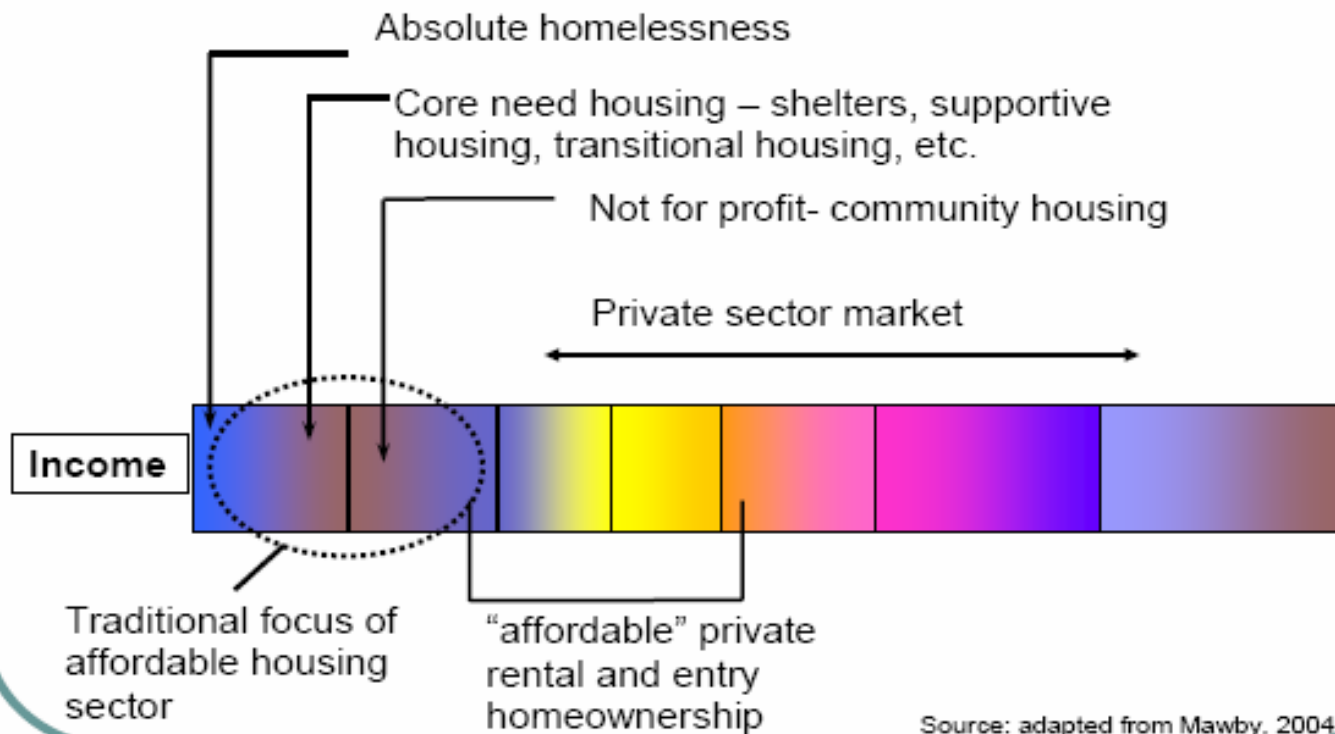 Absolute homelessness
Core need housing – shelters, supportive
housing, transitional housing, etc.
Not for profit- community housing
Private sector market
Income
Traditional focus of
affordable housing
sector
“affordable” private
rental and entry
homeownership
Source: adapted from Mawby, 2004